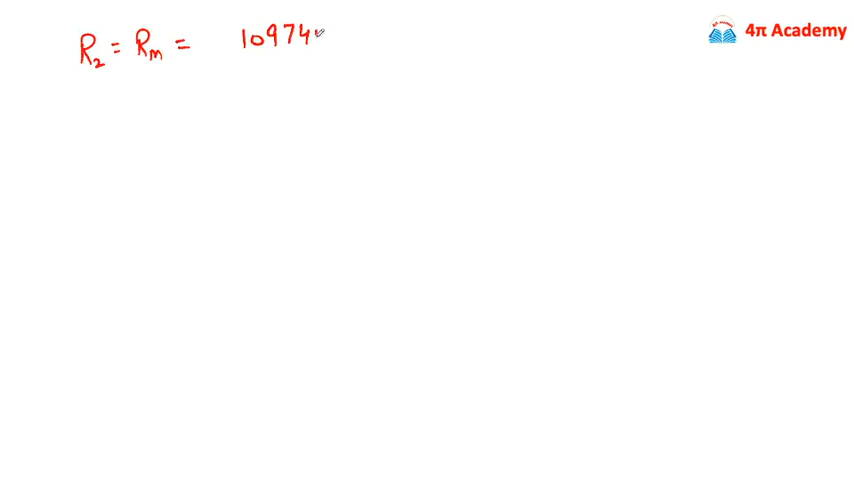 R₂ = Rₘ = 10974
4π Academy